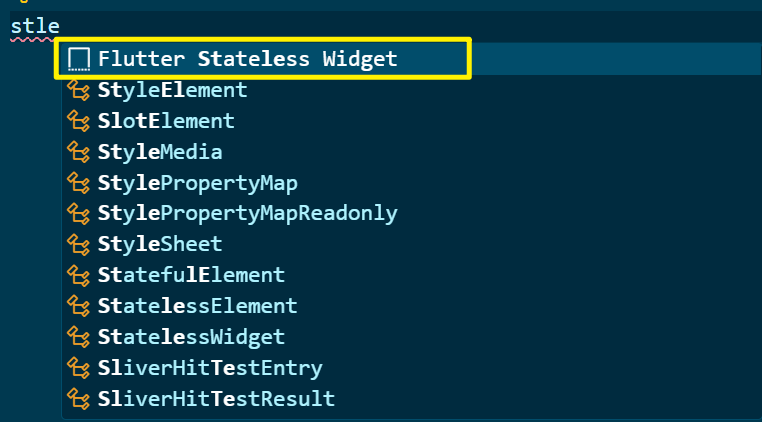 stle
Flutter Stateless Widget
StyleElement
SlotElement
StyleMedia
StylePropertyMap
StylePropertyMapReadonly
StyleSheet
StatefulElement
StatelessElement
StatelessWidget
SliverHitTestEntry
SliverHitTestResult